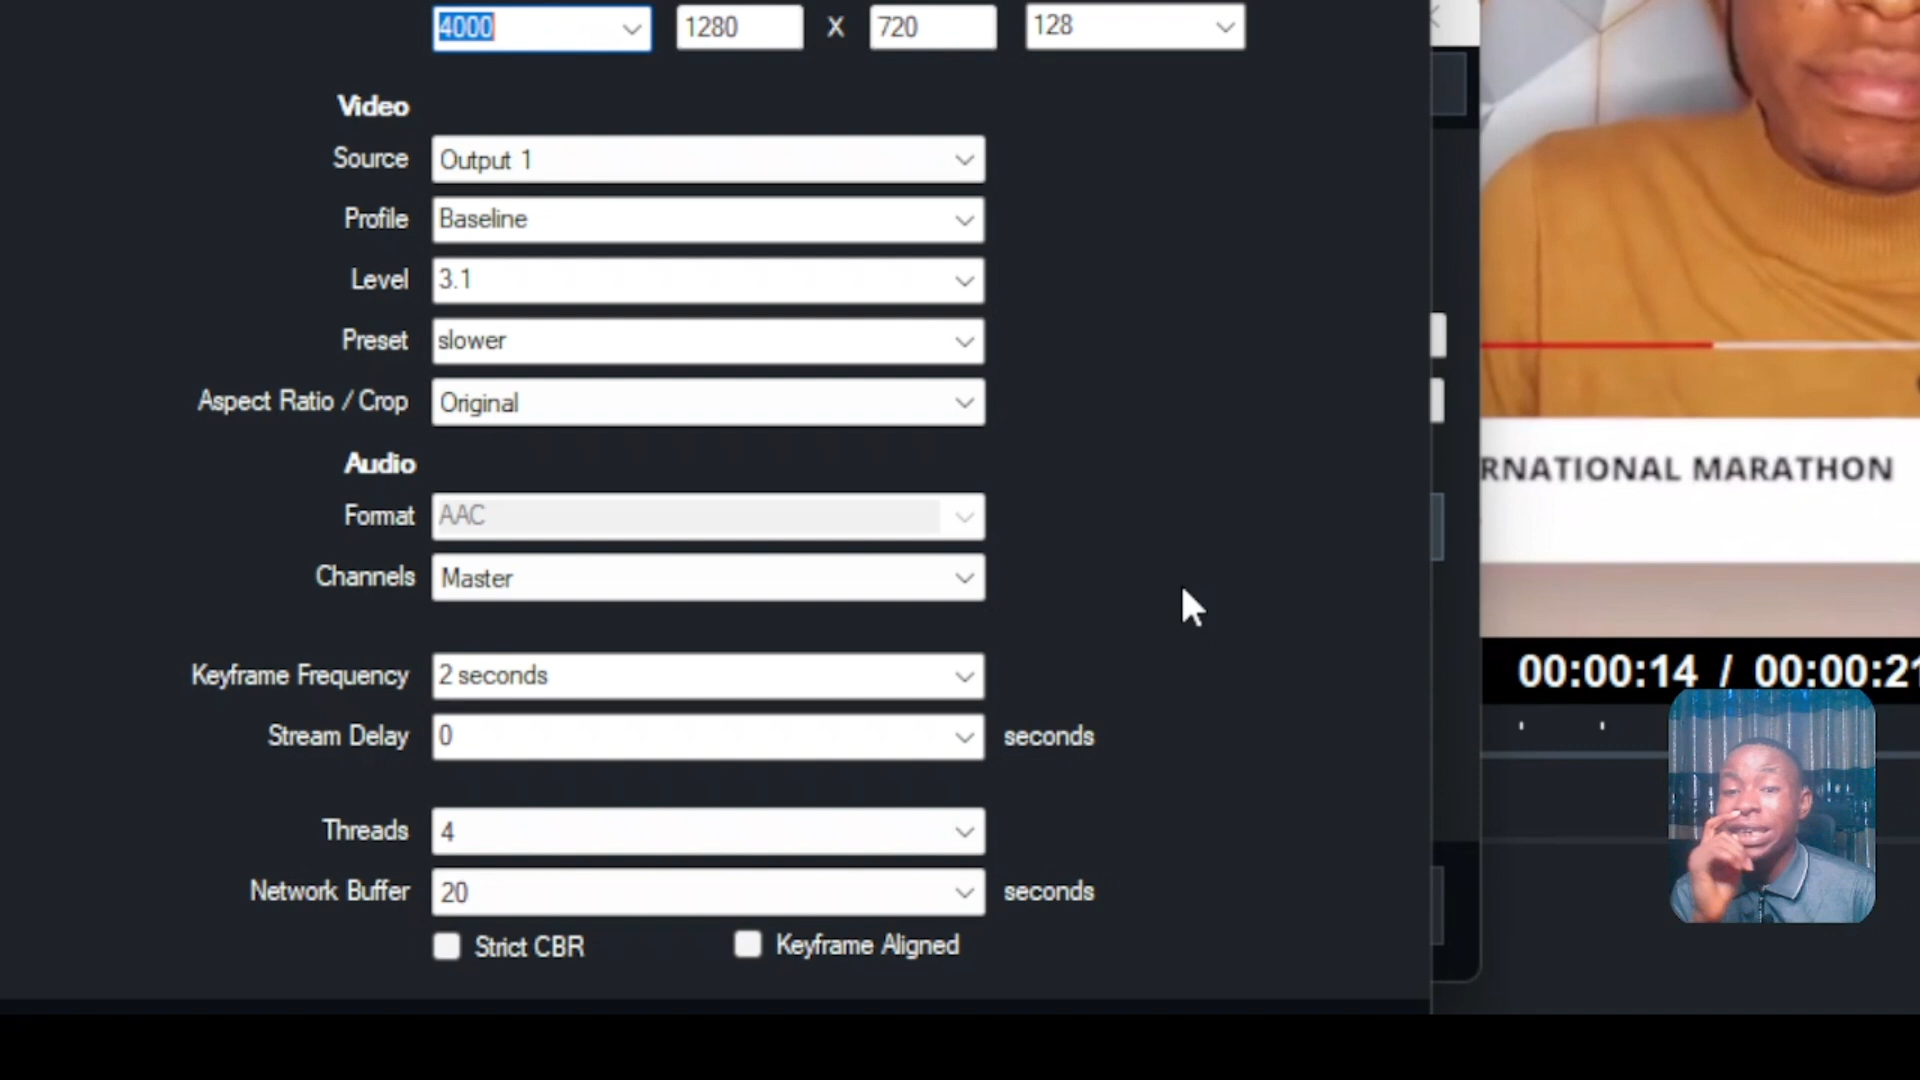 4000 1280 X 720 128
Video
Source Output 1
Profile Baseline
Level 3.1
Preset slower
Aspect Ratio / Crop Original
Audio
Format AAC
RNATIONAL MARATHON
Channels Master
Keyframe Frequency 2 seconds
00:00:14 / 00:00:21
Stream Delay 0 seconds
Threads 4
Network Buffer 20 seconds
Strict CBR Keyframe Aligned